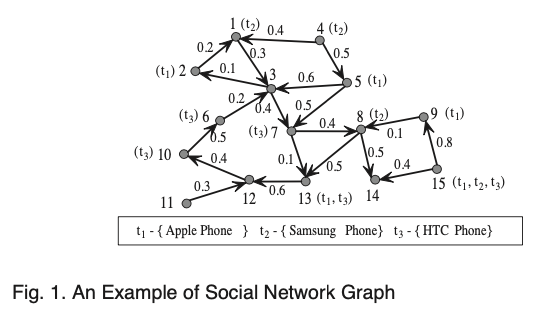 1 (t2)
0.4
4 (t2)
0.2
0.3
0.5
(t1) 2
0.1
3
0.6
5 (t1)
0.2
0.4
0.5
(t3) 6
(t3) 7
0.4
8 (t2)
9 (t1)
0.1
0.5
(t3) 10
0.4
0.1
0.5
0.5
0.4
0.8
0.3
0.6
15 (t1, t2, t3)
11
12
13 (t1, t3)
14
t1 - { Apple Phone } t2 - { Samsung Phone} t3 - { HTC Phone}
Fig. 1. An Example of Social Network Graph